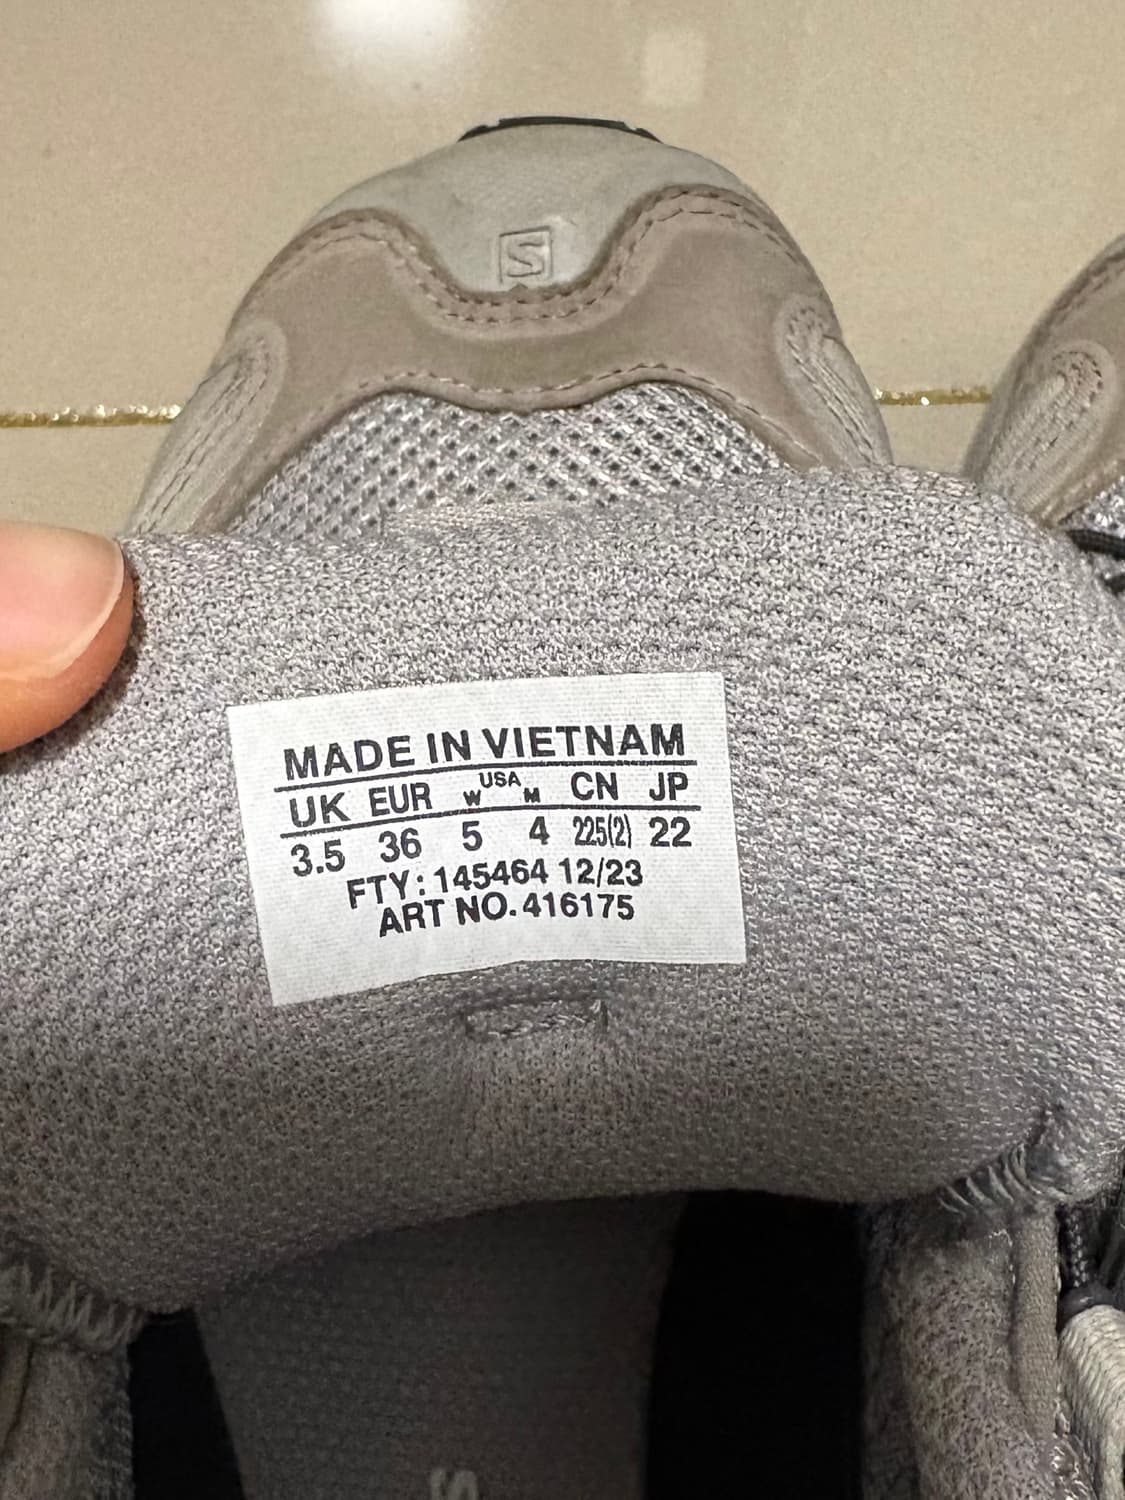 S
MADE IN VIETNAM
UK EUR W USA M CN JP
3.5 36 5 4 225(2) 22
FTY: 145464 12/23
ART NO. 416175
S